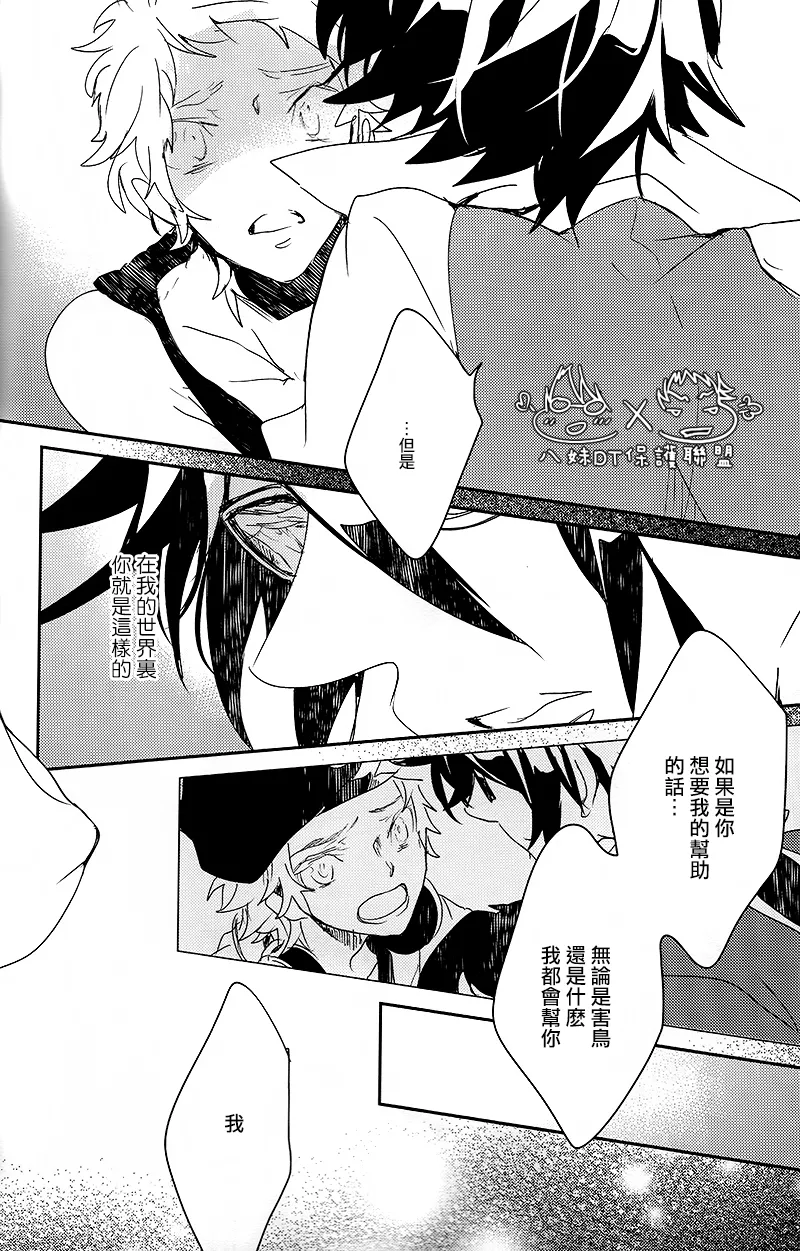 …但是
八妹DT保護聯盟
在我的世界裏
你就是這樣的
如果是你
想要我的幫助
的話…
無論是害鳥
還是什麽
我都會幫你
我